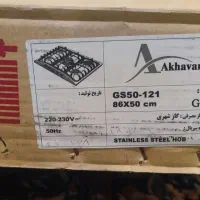 Akhavan
تاریخ تولید:
GS50-121
86X50 cm
G
220-230V
50Hz
گاز شهری
STAINLESS STEEL HOB